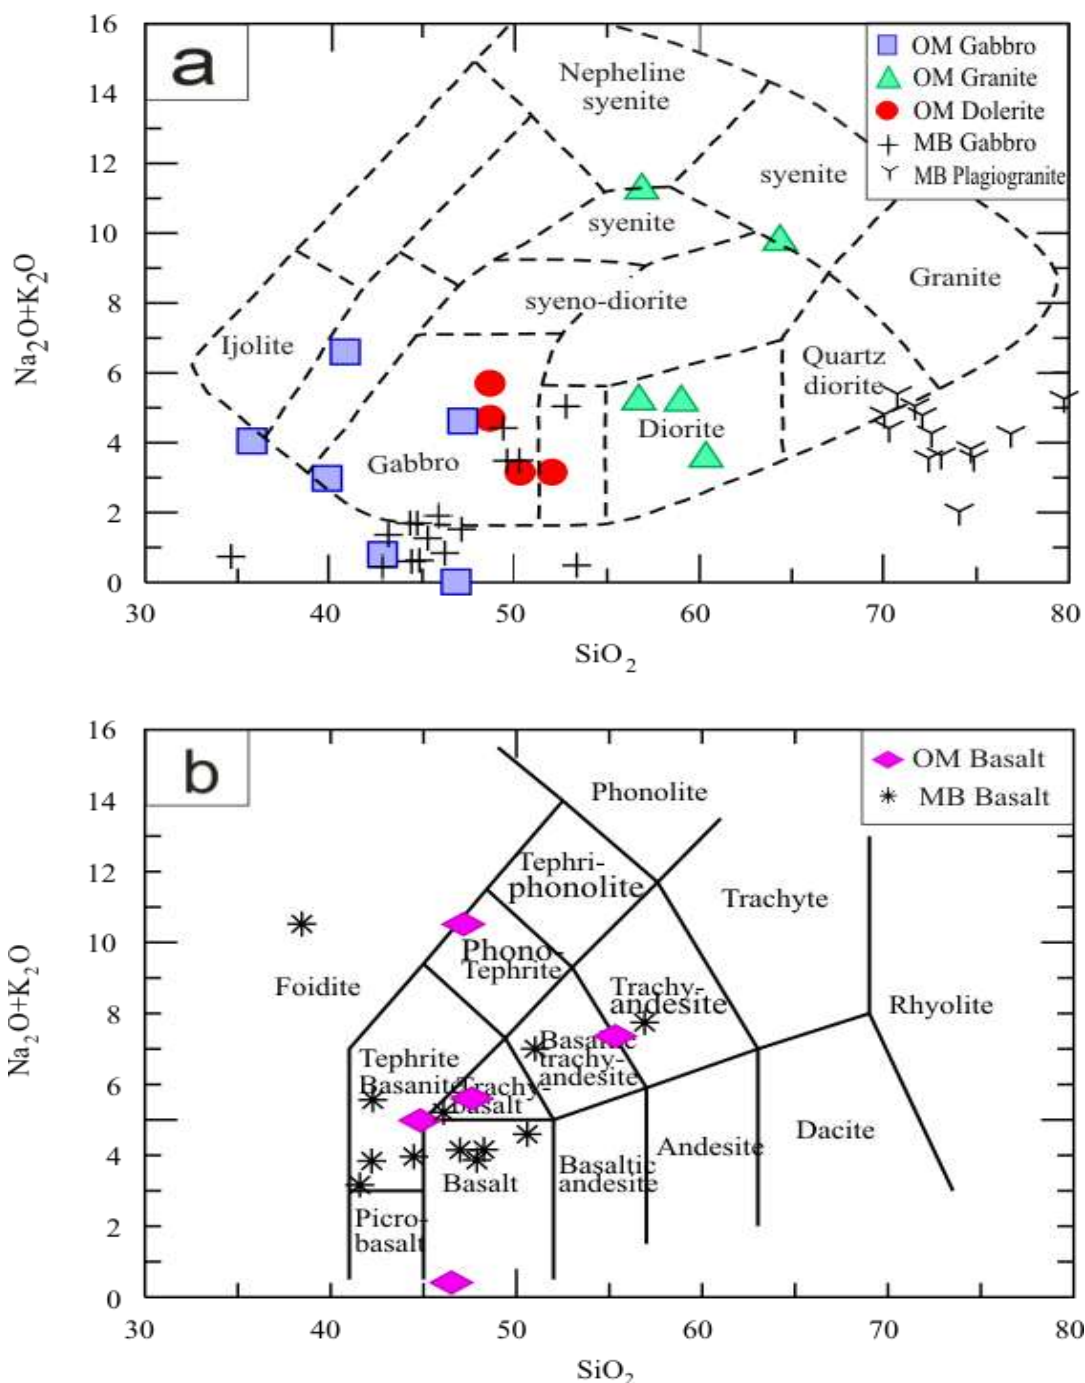 a
16
14
12
10
8
6
4
2
0
Na2O+K2O
30
40
50
60
70
80
SiO2
OM Gabbro
OM Granite
OM Dolerite
MB Gabbro
MB Plagiogranite
Nepheline
syenite
syenite
syenite
Granite
syeno-diorite
Ijolite
Quartz
diorite
Diorite
Gabbro
b
16
14
12
10
8
6
4
2
0
Na2O+K2O
30
40
50
60
70
80
SiO2
OM Basalt
MB Basalt
Phonolite
Tephri-
phonolite
Trachyte
Phono-
Tephrite
Foidite
Trachy-
andesite
Rhyolite
Basaltic
trachy-
andesite
Tephrite
Basanite
Trachy-
basalt
Dacite
Andesite
Basaltic
andesite
Basalt
Picro-
basalt